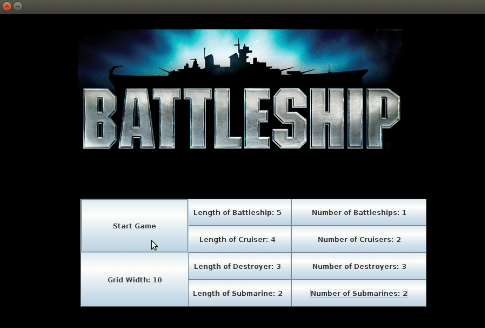 BATTLESHIP
Start Game
Grid Width: 10
Length of Battleship: 5
Number of Battleships: 1
Length of Cruiser: 4
Number of Cruisers: 2
Length of Destroyer: 3
Number of Destroyers: 3
Length of Submarine: 2
Number of Submarines: 2